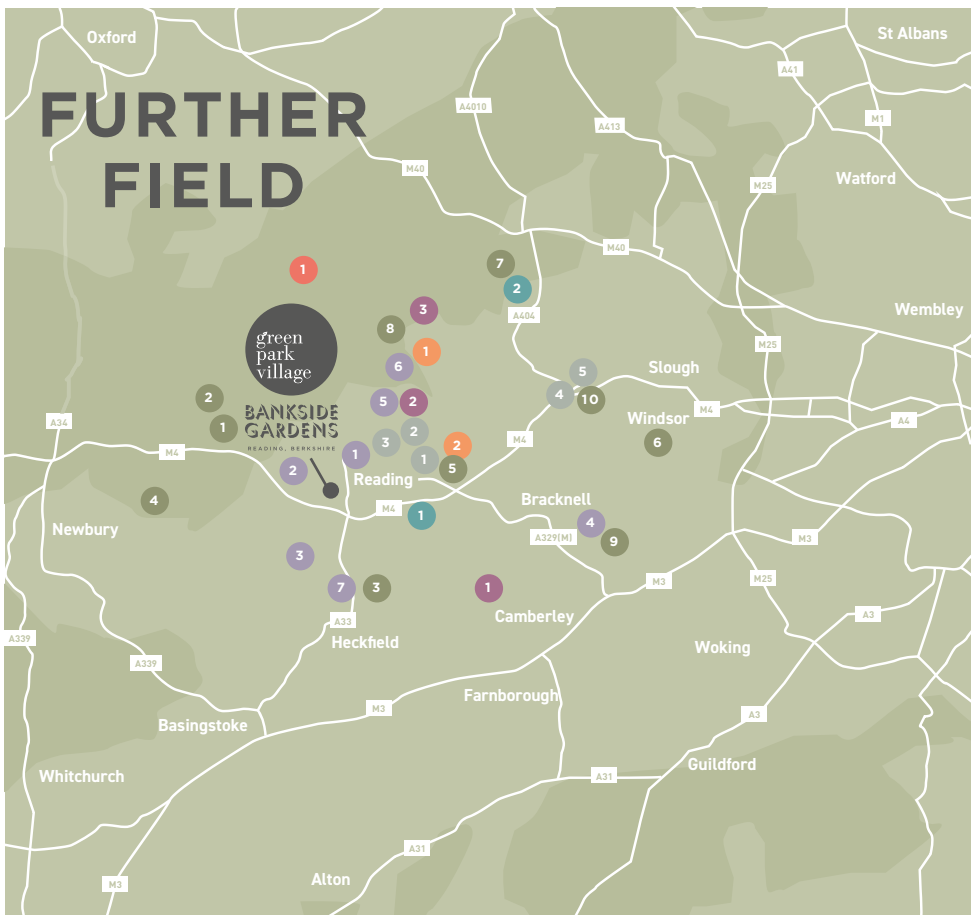 Oxford
St Albans
A41
FURTHER
FIELD
A4010
M1
A413
M40
Watford
M25
M40
7
1
2
3
A404
Wembley
8
green
park
village
M25
1
6
5
Slough
2
BANKSIDE
GARDENS
READING, BERKSHIRE
5
2
4
10
M4
Windsor
A34
1
2
3
2
M4
A4
6
M4
1
1
5
2
Reading
4
Bracknell
M4
1
4
Newbury
A329(M)
9
M3
3
M25
M3
7
3
1
A33
Camberley
A3
A339
Heckfield
Woking
A339
Farnborough
M3
A3
Basingstoke
Guildford
Whitchurch
A31
A31
Alton
M3